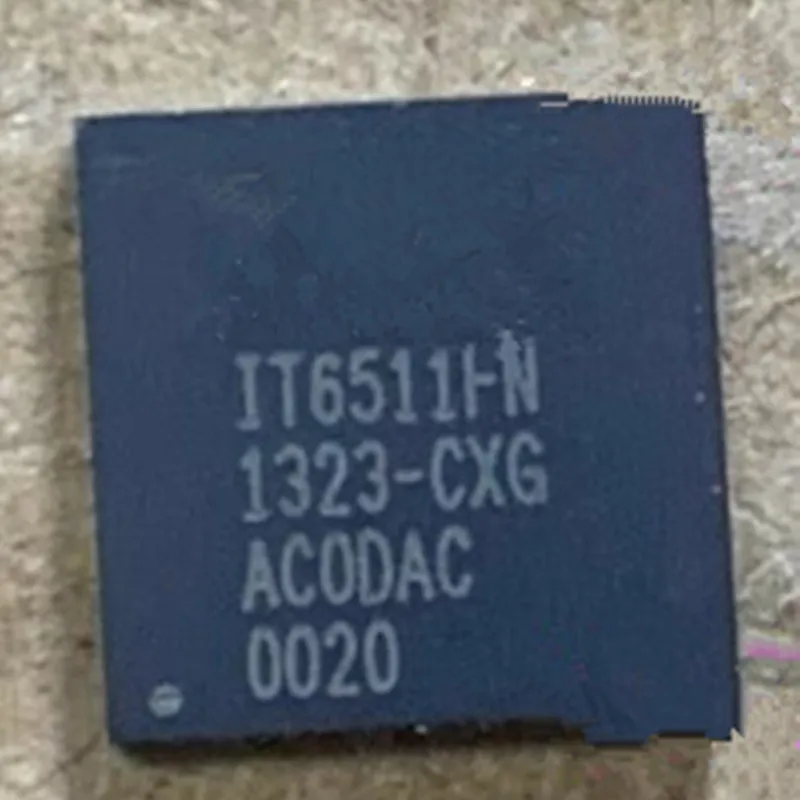 IT6511FN
1323-CXG
ACODAC
0020